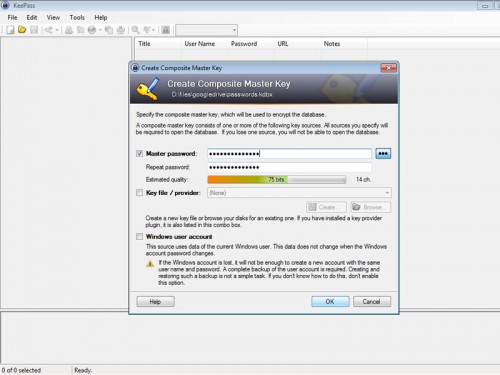 KeePass
File Edit View Tools Help
Title User Name Password URL Notes
Create Composite Master Key
Create Composite Master Key
D:\files\googledrive\passwords.kdbx
Specify the composite master key, which will be used to encrypt the database.
A composite master key consists of one or more of the following key sources. All sources you specify
will be required to open the database. If you lose one source, you will not be able to open the database.
Master password: ••••••••••••••
Repeat password: ••••••••••••••
Estimated quality: 75 bits 14 ch.
Key file / provider: (None)
Create... Browse...
Create a new key file or browse your disks for an existing one. If you have installed a key provider
plugin, it is also listed in this combo box.
Windows user account
This source uses data of the current Windows user. This data does not change when the Windows
account password changes.
If the Windows account is lost, it will not be enough to create a new account with the same
user name and password. A complete backup of the user account is required. Creating and
restoring such a backup is not a simple task. If you don't know how to do this, don't enable
this option.
Help OK Cancel
0 of 0 selected Ready.